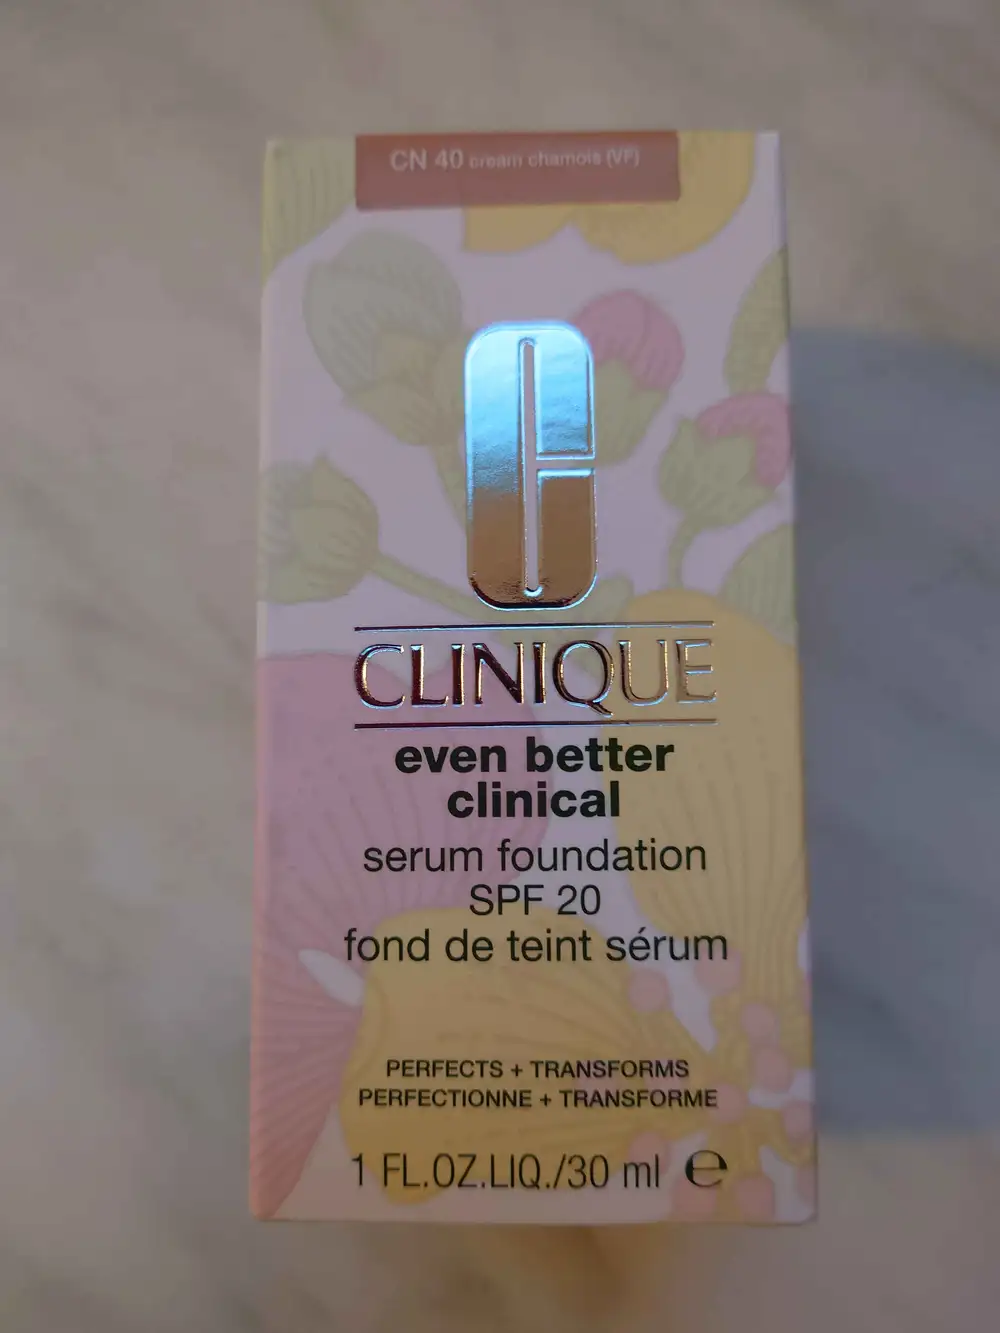 CN 40 cream chamois (VF)
CLINIQUE
even better
clinical
serum foundation
SPF 20
fond de teint sérum
PERFECTS + TRANSFORMS
PERFECTIONNE + TRANSFORME
1 FL.OZ.LIQ./30 ml ℮